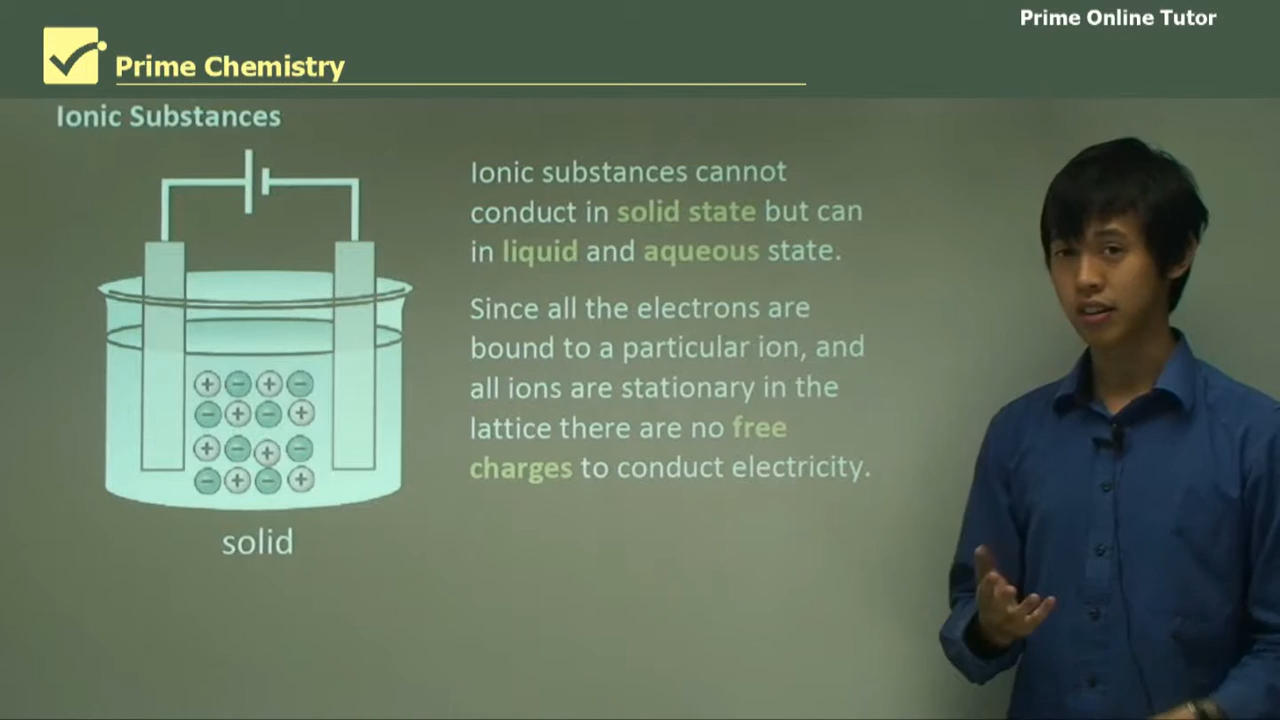 Prime Online Tutor
Prime Chemistry
Ionic Substances
Ionic substances cannot
conduct in solid state but can
in liquid and aqueous state.
Since all the electrons are
bound to a particular ion, and
all ions are stationary in the
lattice there are no free
charges to conduct electricity.
+ − + −
− + − +
+ − + −
− + − +
solid